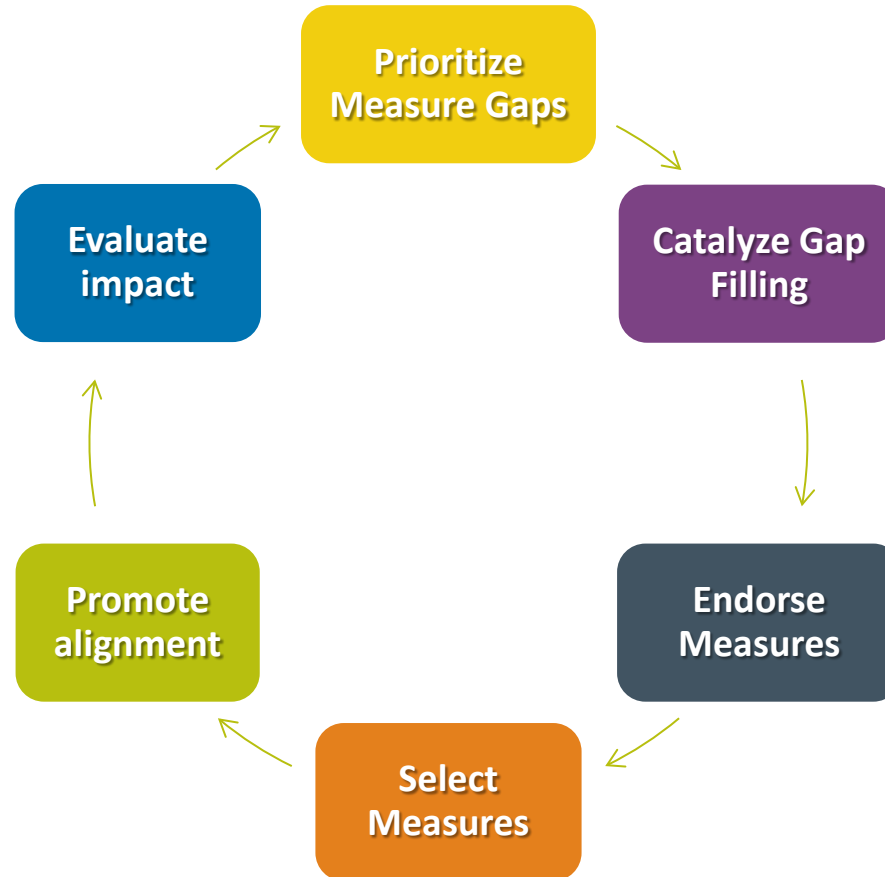 Prioritize
Measure Gaps
Catalyze Gap
Filling
Endorse
Measures
Select
Measures
Promote
alignment
Evaluate
impact